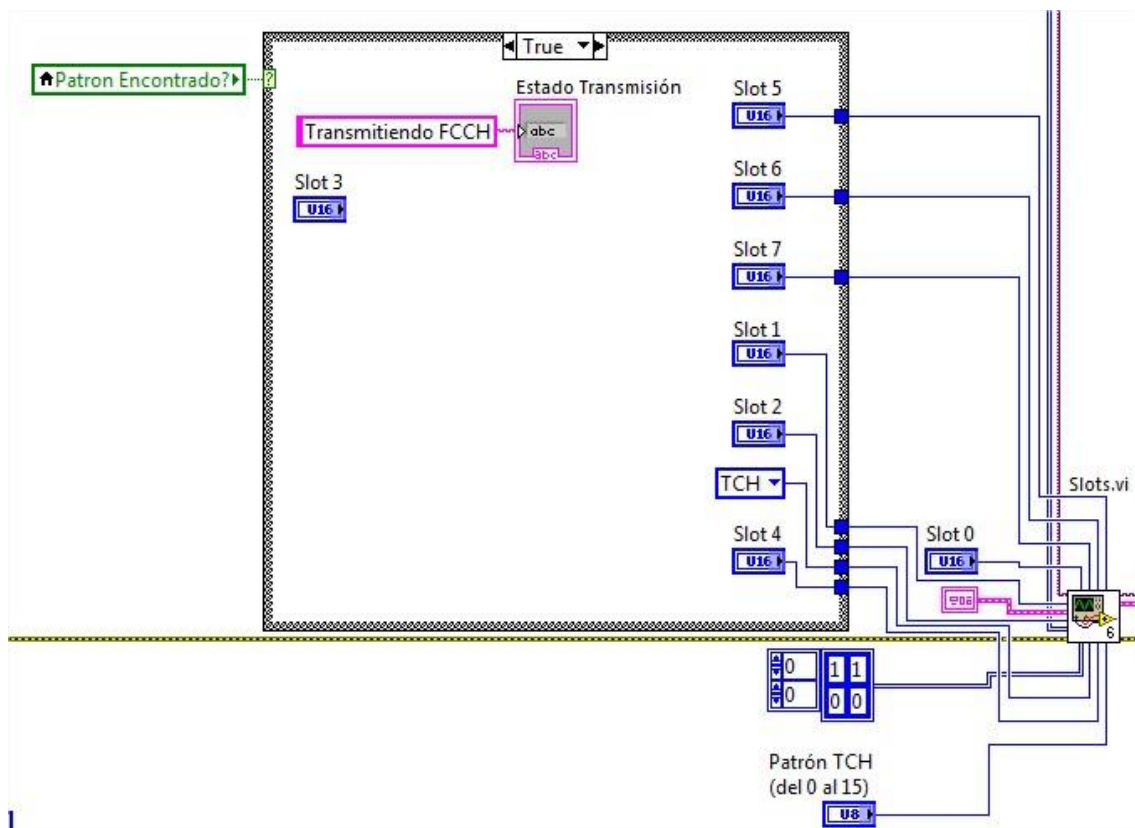 True
Patron Encontrado?
Estado Transmisión
Transmitiendo FCCH
abc
abc
Slot 3
U16
Slot 5
U16
Slot 6
U16
Slot 7
U16
Slot 1
U16
Slot 2
U16
TCH
Slot 4
U16
Slots.vi
Slot 0
U16
6
0 1 1
0 0 0
Patrón TCH
(del 0 al 15)
U8